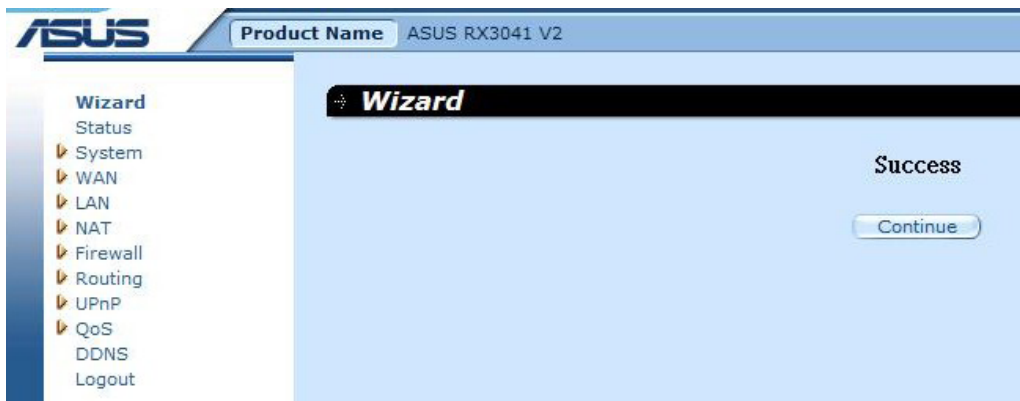 ASUS
Product Name ASUS RX3041 V2
Wizard
Status
System
WAN
LAN
NAT
Firewall
Routing
UPnP
QoS
DDNS
Logout
Wizard
Success
Continue